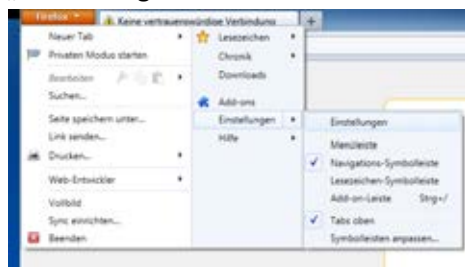 Firefox
Keine vertrauenswürdige Verbindung
Neuer Tab
Privaten Modus starten
Bearbeiten
Suchen...
Seite speichern unter...
Link senden...
Drucken...
Web-Entwickler
Vollbild
Sync einrichten...
Beenden
Lesezeichen
Chronik
Downloads
Add-ons
Einstellungen
Hilfe
Einstellungen
Menüleiste
Navigations-Symbolleiste
Lesezeichen-Symbolleiste
Add-on-Leiste Strg+/
Tabs oben
Symbolleisten anpassen...